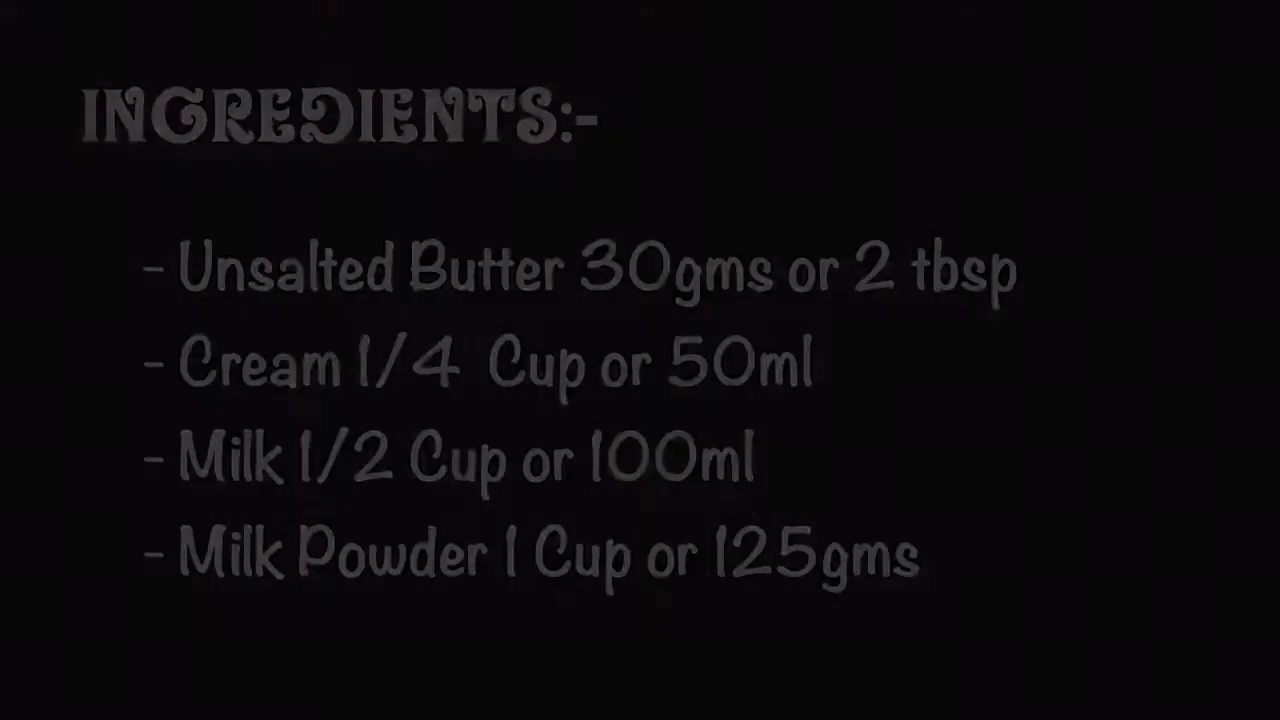 INGREDIENTS:-
- Unsalted Butter 30gms or 2 tbsp
- Cream 1/4 Cup or 50ml
- Milk 1/2 Cup or 100ml
- Milk Powder 1 Cup or 125gms